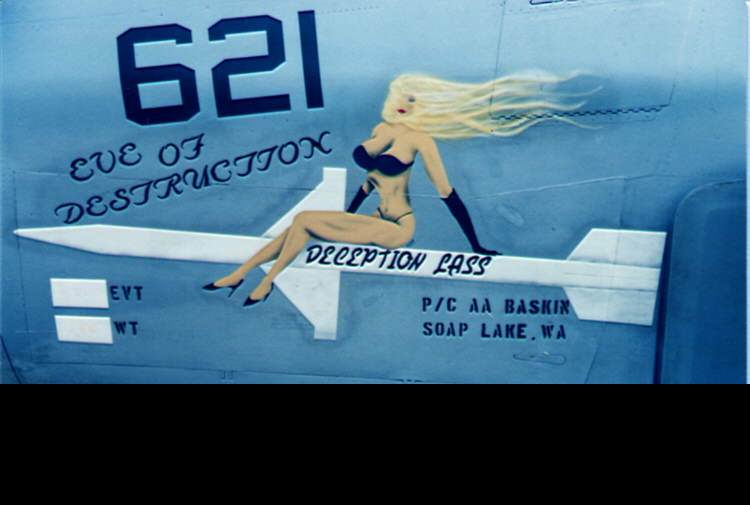 621
EVE OF
DESTRUCTION
DECEPTION LASS
EVT
WT
P/C AA BASKIN
SOAP LAKE, WA